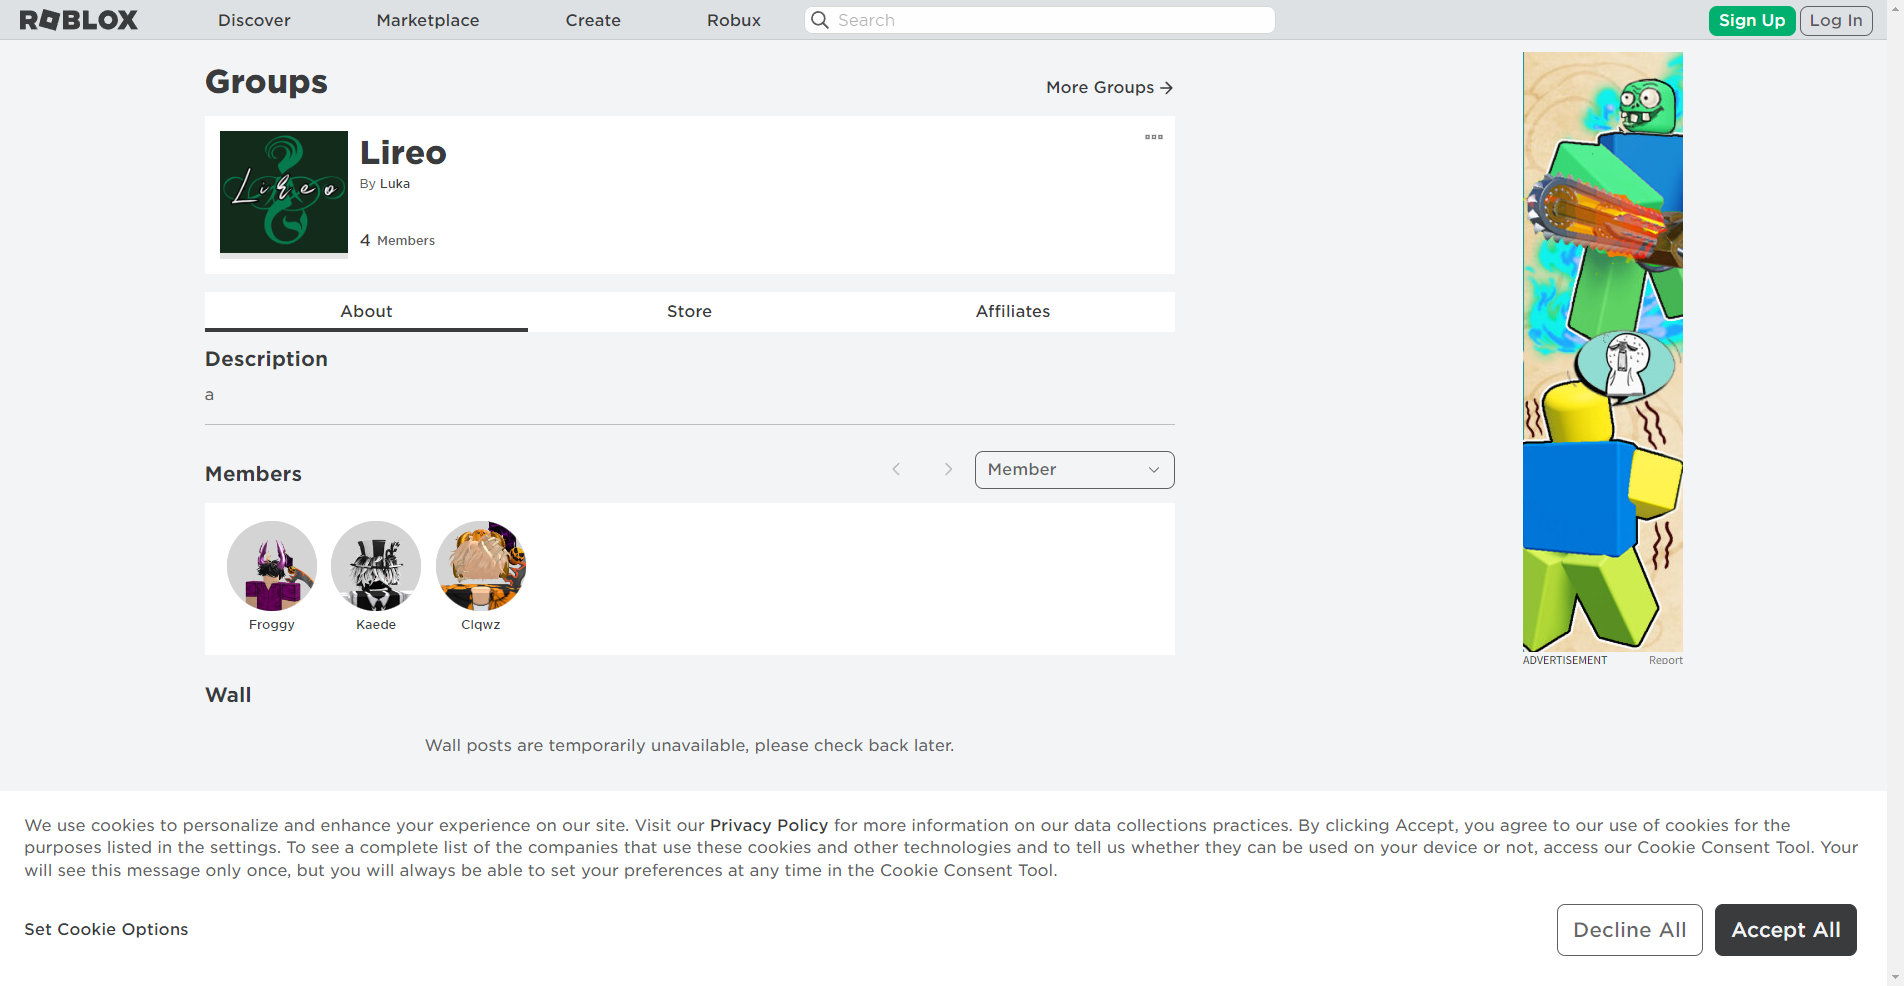 ROBLOX
Discover
Marketplace
Create
Robux
Search
Sign Up
Log In
Groups
More Groups
Lireo
Lireo
By Luka
4 Members
About
Store
Affiliates
Description
a
Members
Member
Froggy
Kaede
Clqwz
ADVERTISEMENT
Report
Wall
Wall posts are temporarily unavailable, please check back later.
We use cookies to personalize and enhance your experience on our site. Visit our Privacy Policy for more information on our data collections practices. By clicking Accept, you agree to our use of cookies for the
purposes listed in the settings. To see a complete list of the companies that use these cookies and other technologies and to tell us whether they can be used on your device or not, access our Cookie Consent Tool. Your
will see this message only once, but you will always be able to set your preferences at any time in the Cookie Consent Tool.
Set Cookie Options
Decline All
Accept All